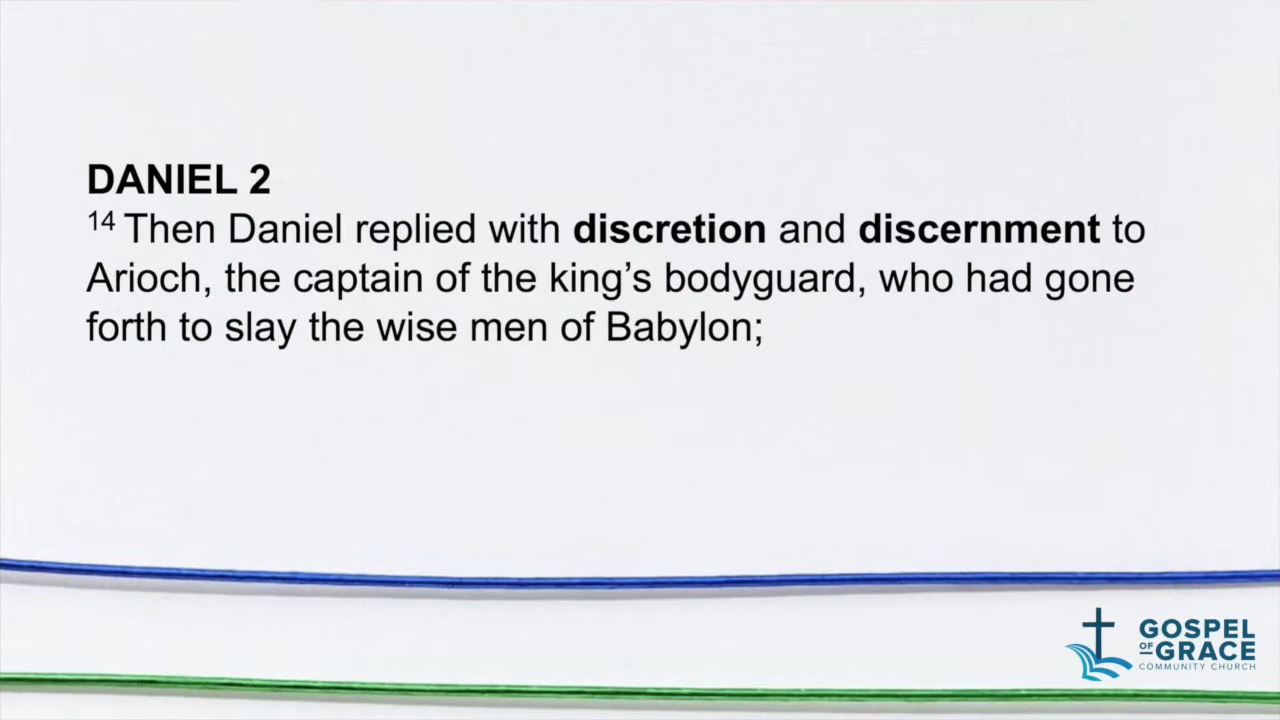 DANIEL 2
14 Then Daniel replied with discretion and discernment to
Arioch, the captain of the king’s bodyguard, who had gone
forth to slay the wise men of Babylon;
GOSPEL
OF GRACE
COMMUNITY CHURCH